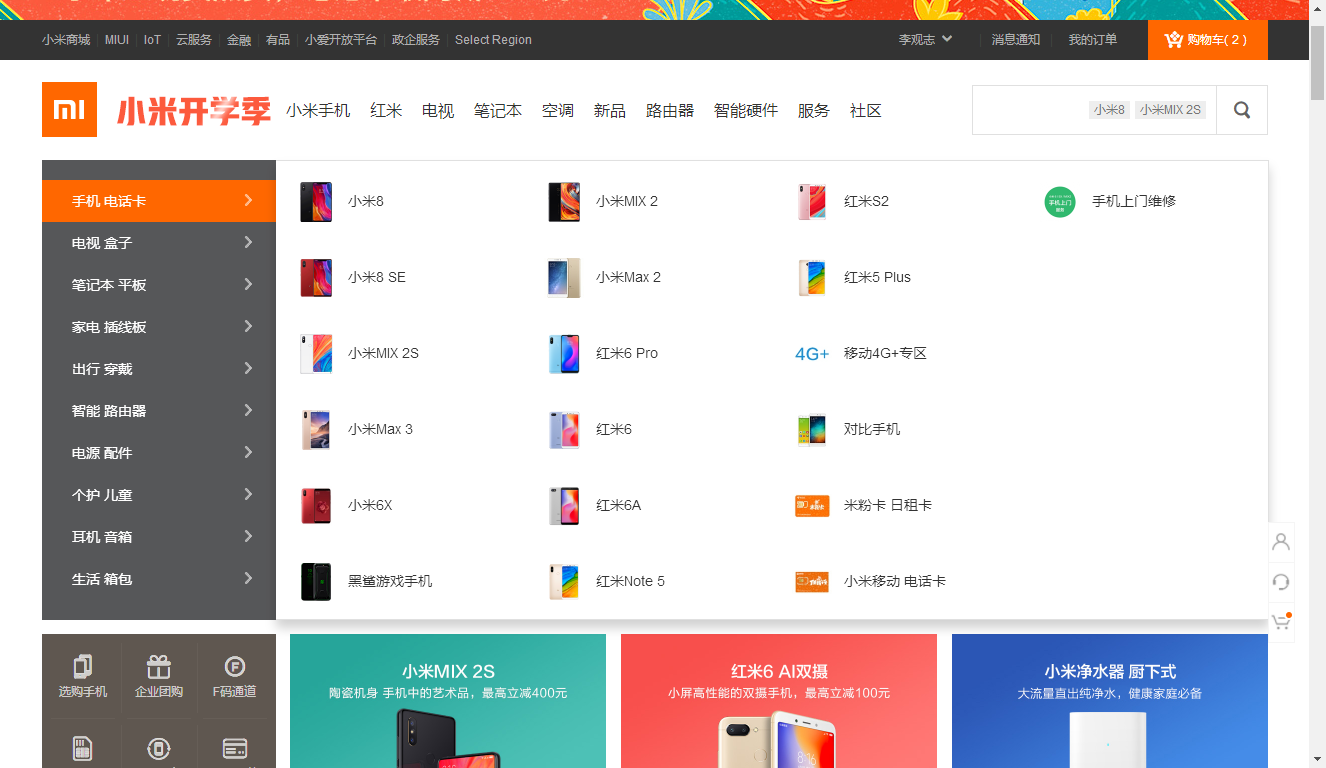 小米商城 MIUI IoT 云服务 金融 有品 小爱开放平台 政企服务 Select Region 李观志 消息通知 我的订单 购物车( 2 )
小米开学季 小米手机 红米 电视 笔记本 空调 新品 路由器 智能硬件 服务 社区 小米8 小米MIX 2S
手机 电话卡
电视 盒子
笔记本 平板
家电 插线板
出行 穿戴
智能 路由器
电源 配件
个护 儿童
耳机 音箱
生活 箱包
小米8 小米MIX 2 红米S2 手机上门维修
小米8 SE 小米Max 2 红米5 Plus
小米MIX 2S 红米6 Pro 4G+ 移动4G+专区
小米Max 3 红米6 对比手机
小米6X 红米6A 米粉卡 日租卡
黑鲨游戏手机 红米Note 5 小米移动 电话卡
选购手机 企业团购 F码通道
小米MIX 2S
陶瓷机身 手机中的艺术品，最高立减400元
红米6 AI双摄
小屏高性能的双摄手机，最高立减100元
小米净水器 厨下式
大流量直出纯净水，健康家庭必备